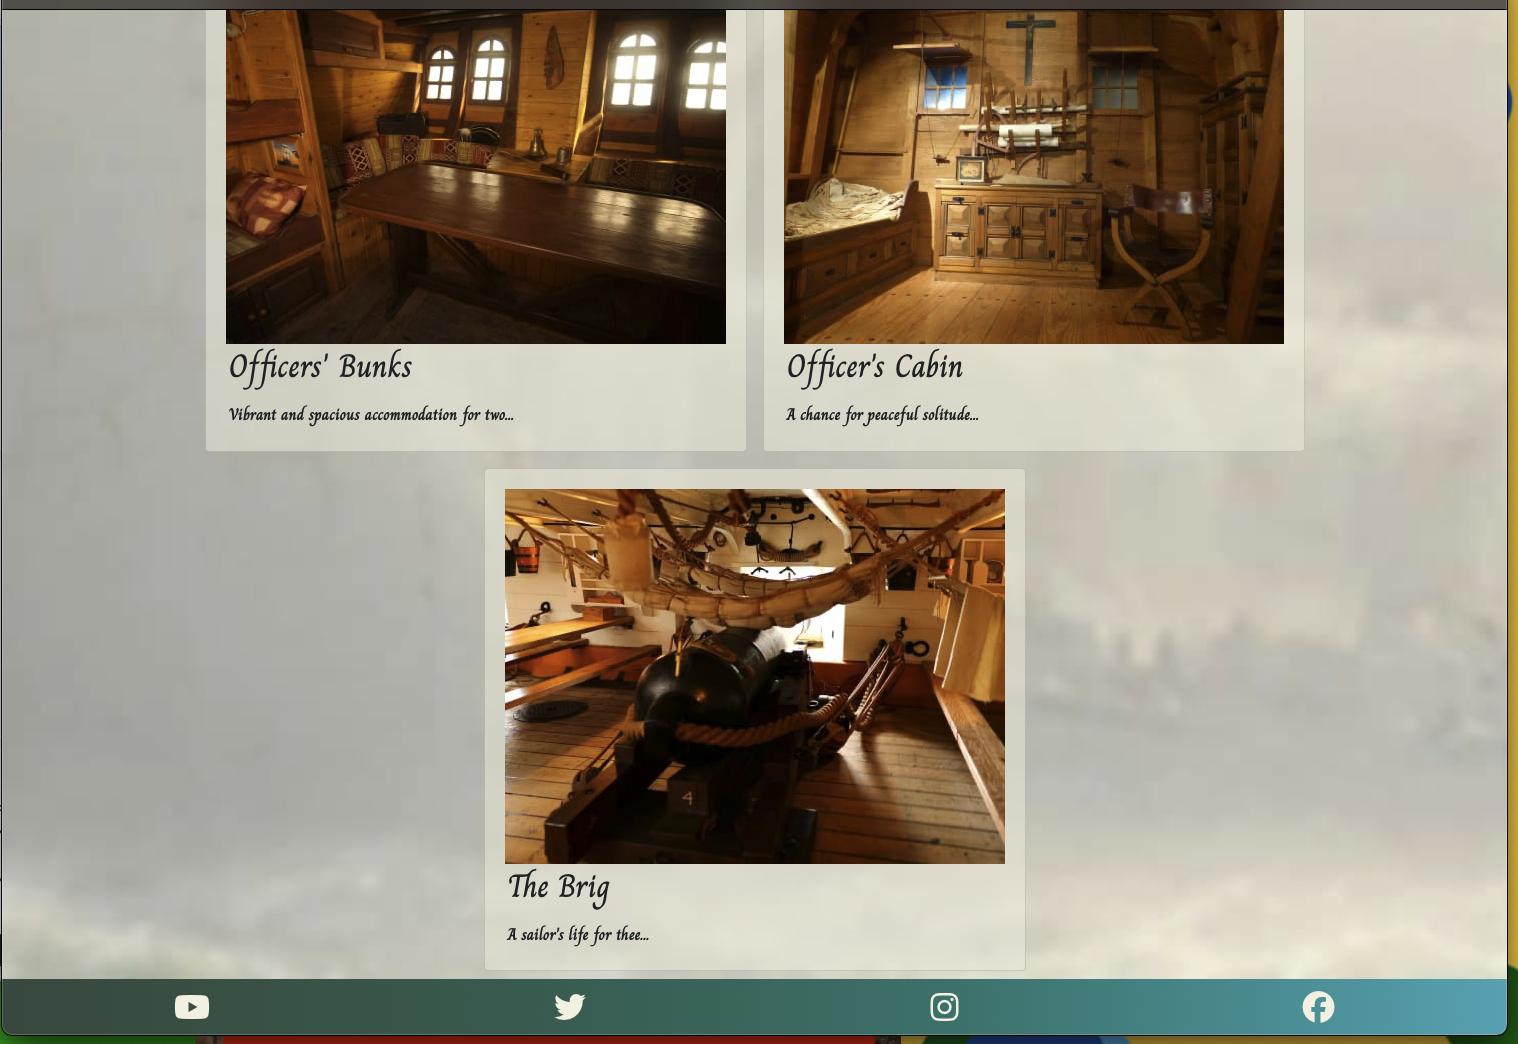 Officers' Bunks
Vibrant and spacious accommodation for two...
Officer's Cabin
A chance for peaceful solitude...
4
The Brig
A sailor's life for thee...